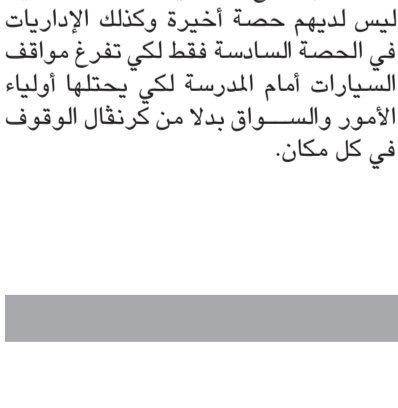 ليس لديهم حصة أخيرة وكذلك الإداريات
في الحصة السادسة فقط لكي تفرغ مواقف
السيارات أمام المدرسة لكي يحتلها أولياء
الأمور والســـواق بدلا من كرنڤال الوقوف
في كل مكان.